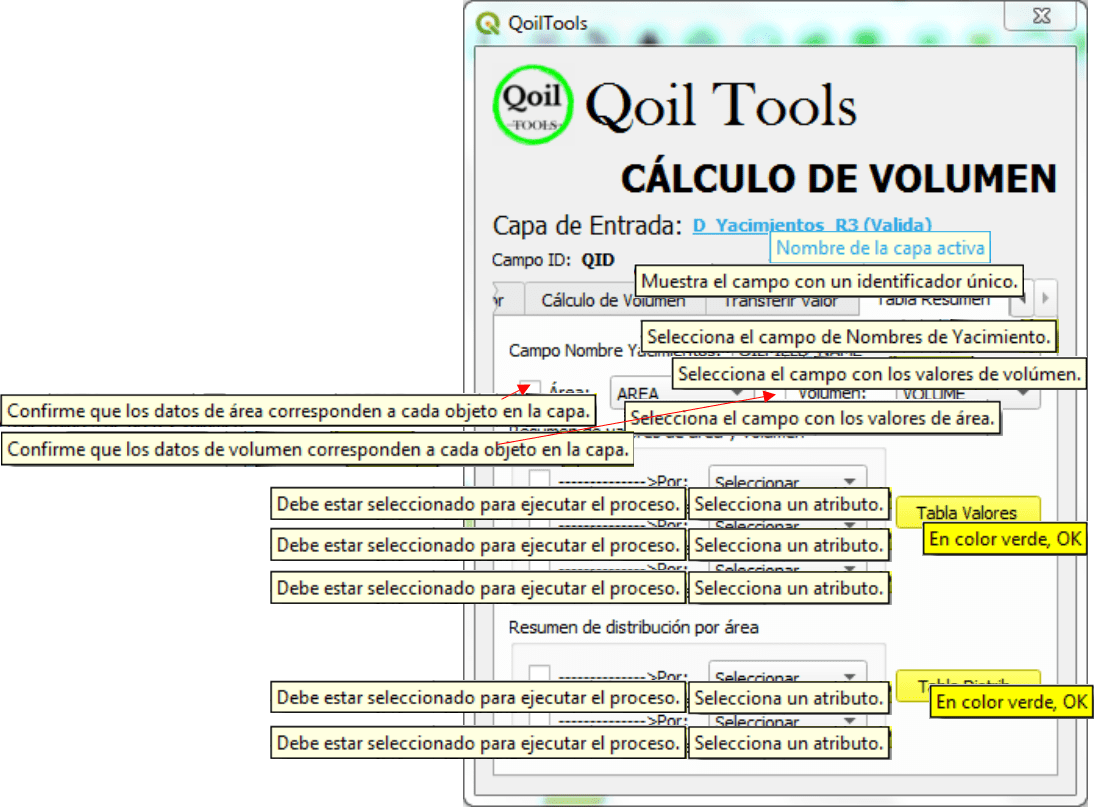 QoilTools
Qoil
TOOLS
Qoil Tools
CÁLCULO DE VOLUMEN
Capa de Entrada: D_Yacimientos_R3 (Valida)
Nombre de la capa activa
Campo ID: QID
Muestra el campo con un identificador único.
or Cálculo de Volumen Transferir Valor Tabla Resumen
Selecciona el campo de Nombres de Yacimiento.
Campo Nombre Yacimientos: OILFIELD_NAME
Selecciona el campo con los valores de volúmen.
Área: AREA Volumen: VOLUME
Confirme que los datos de área corresponden a cada objeto en la capa.
Selecciona el campo con los valores de área.
Resumen de valores de área y volumen
Confirme que los datos de volumen corresponden a cada objeto en la capa.
-------------->Por: Seleccionar
Debe estar seleccionado para ejecutar el proceso. Selecciona un atributo.
Tabla Valores
-------------->Por: Seleccionar
En color verde, OK
Debe estar seleccionado para ejecutar el proceso. Selecciona un atributo.
-------------->Por: Seleccionar
Debe estar seleccionado para ejecutar el proceso. Selecciona un atributo.
Resumen de distribución por área
-------------->Por: Seleccionar
Tabla Distrib
Debe estar seleccionado para ejecutar el proceso. Selecciona un atributo.
En color verde, OK
-------------->Por: Seleccionar
Debe estar seleccionado para ejecutar el proceso. Selecciona un atributo.